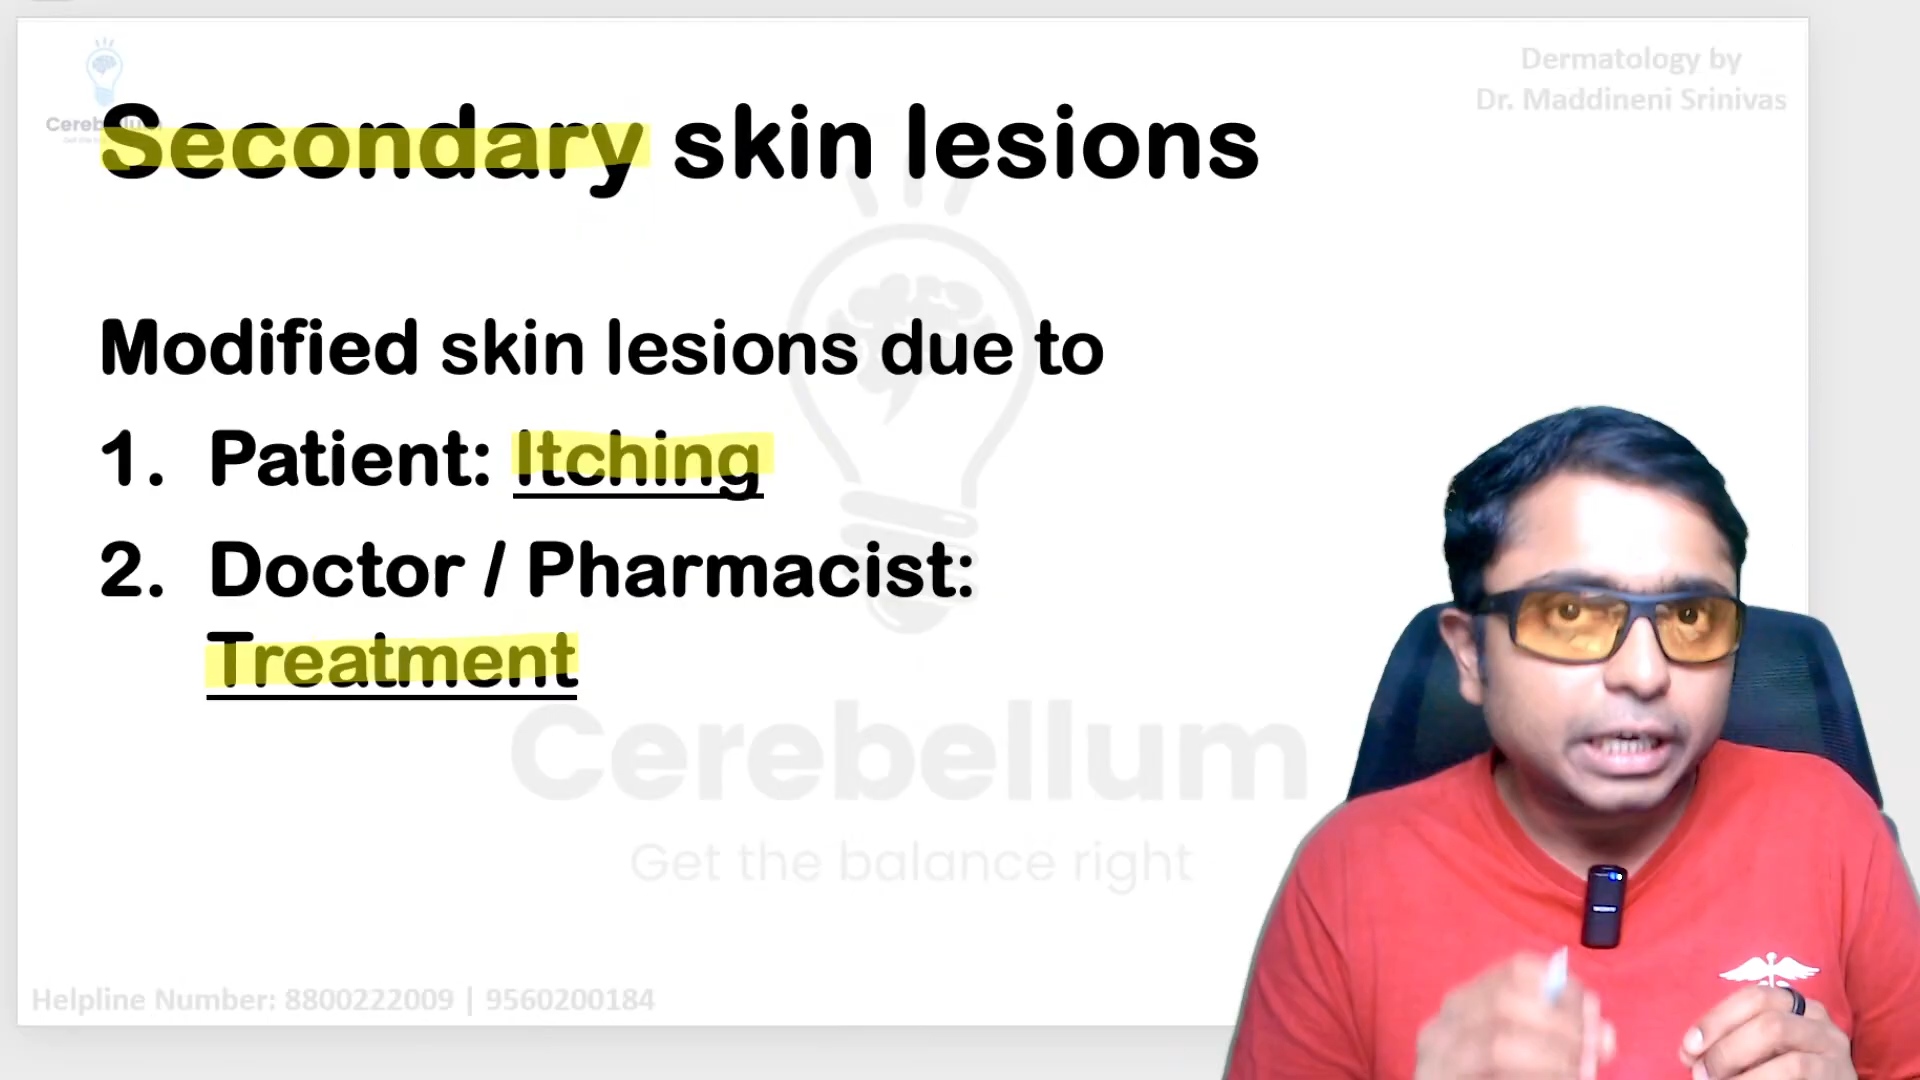 Dermatology by
Dr. Maddineni Srinivas
Cerebellum
Secondary skin lesions
Modified skin lesions due to
1. Patient: Itching
2. Doctor / Pharmacist:
Treatment
Cerebellum
Get the balance right
Helpline Number: 8800222009 | 9560200184